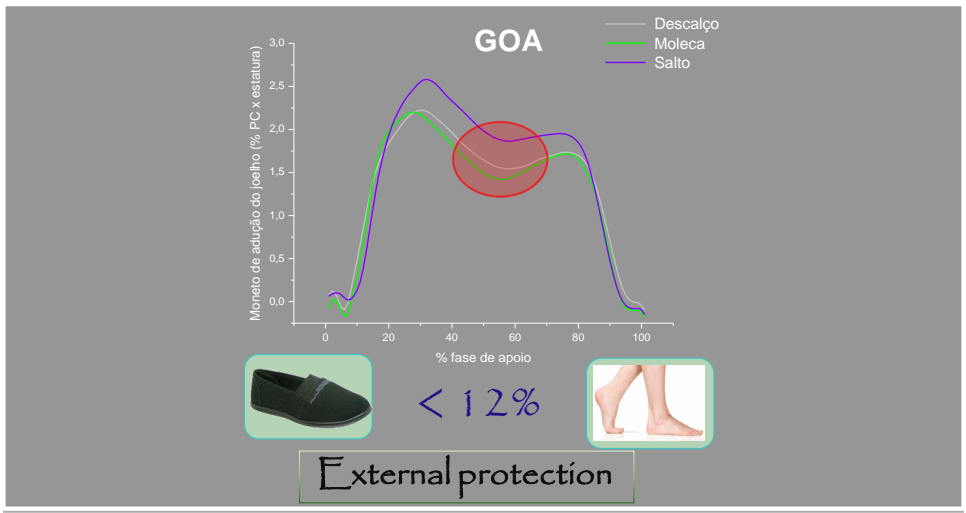 GOA
Descalço
Moleca
Salto
Moneto de adução do joelho (% PC x estatura)
3,0
2,5
2,0
1,5
1,0
0,5
0,0
0
20
40
60
80
100
% fase de apoio
< 12%
External protection